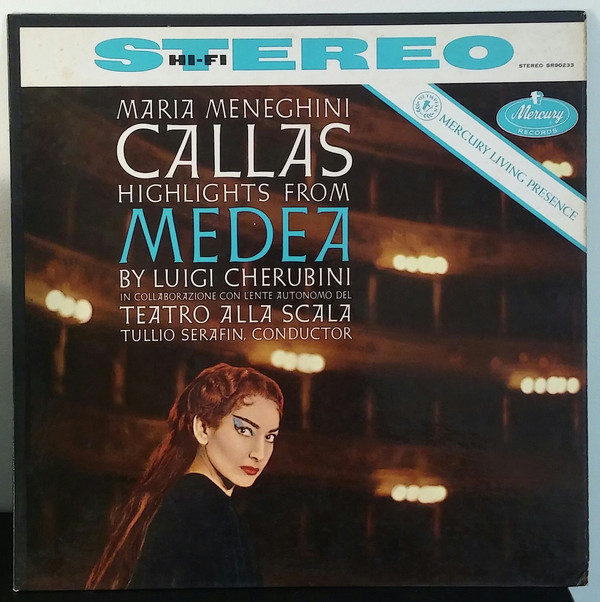 STEREO
HI-FI
STEREO SR90233
MARIA MENEGHINI
CALLAS
HIGHLIGHTS FROM
MEDEA
BY LUIGI CHERUBINI
IN COLLABORAZIONE CON LENTE AUTONOMO DEL
TEATRO ALLA SCALA
TULLIO SERAFIN, CONDUCTOR
MERCURY LIVING PRESENCE
Mercury
RECORDS